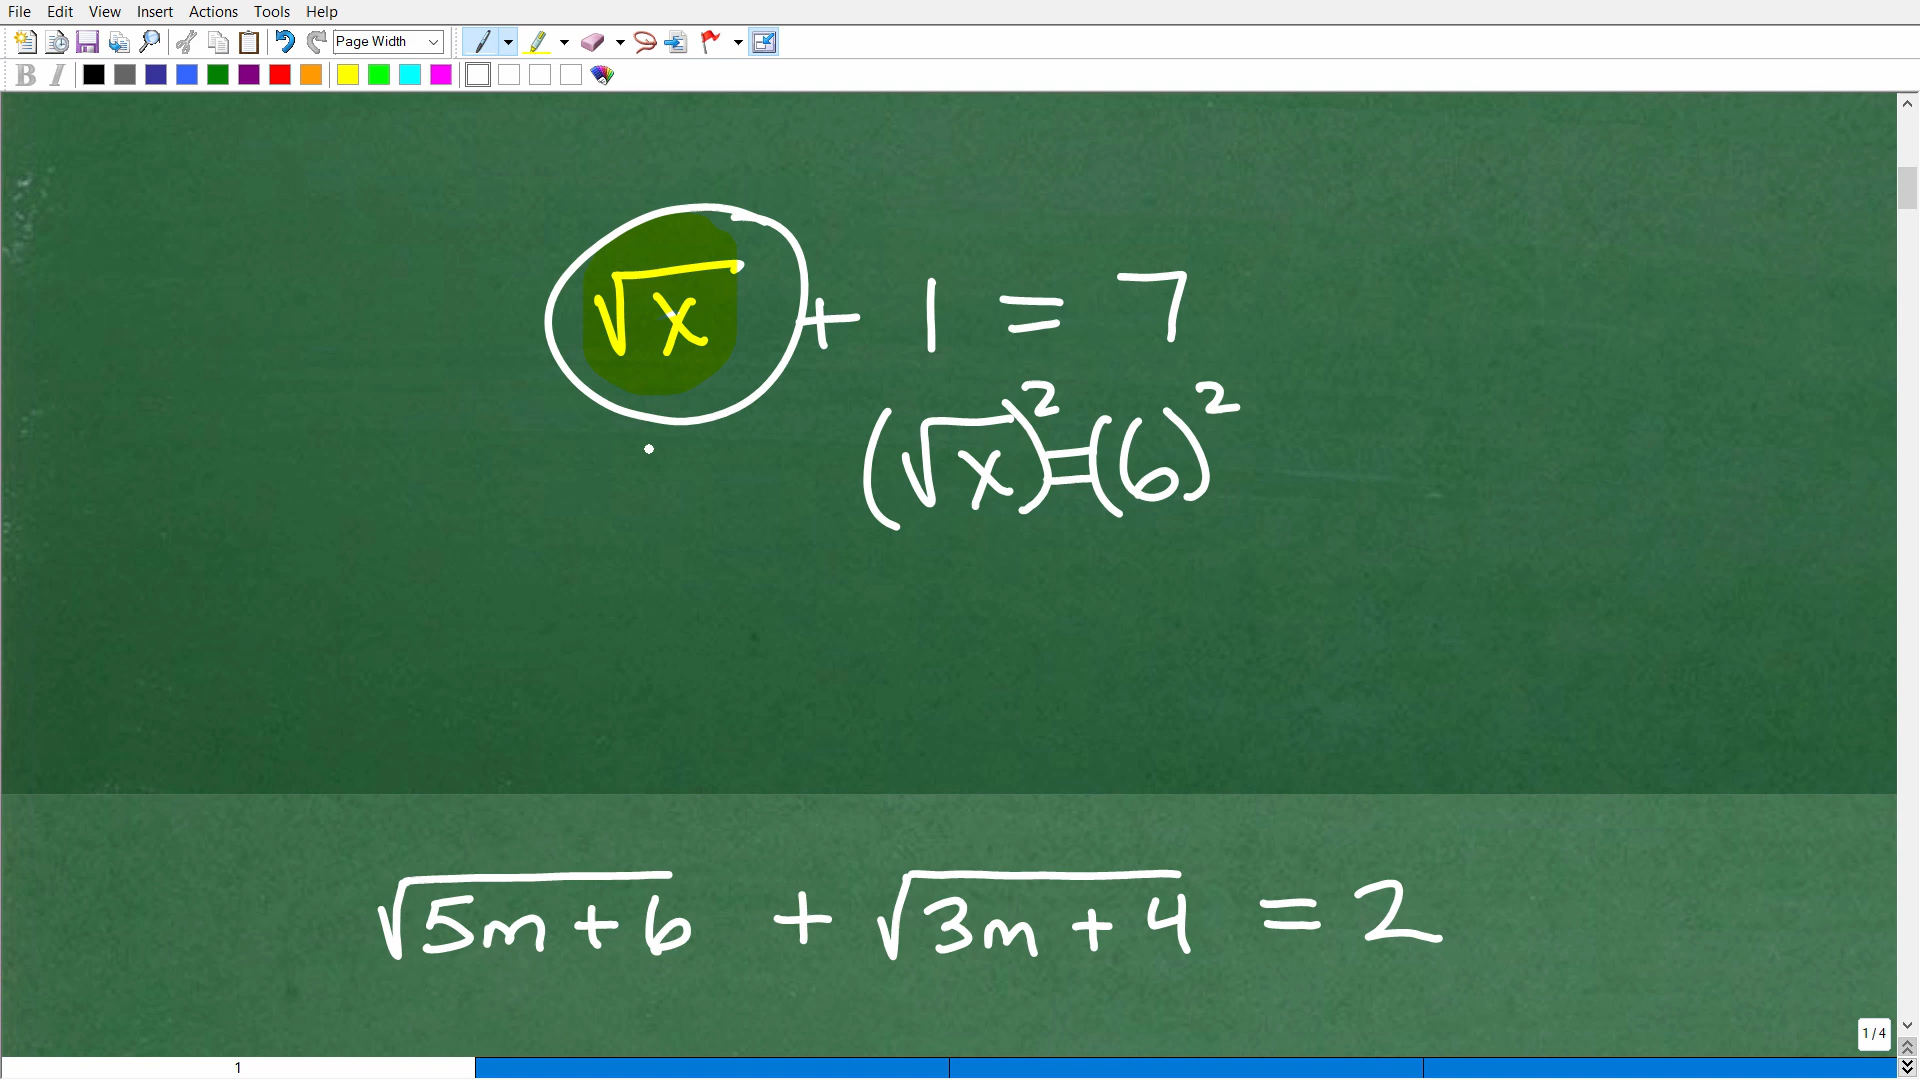 File Edit View Insert Actions Tools Help
Page Width
B I
√x + 1 = 7
(√x)² = (6)²
√5m + 6 + √3m + 4 = 2
1 / 4
1